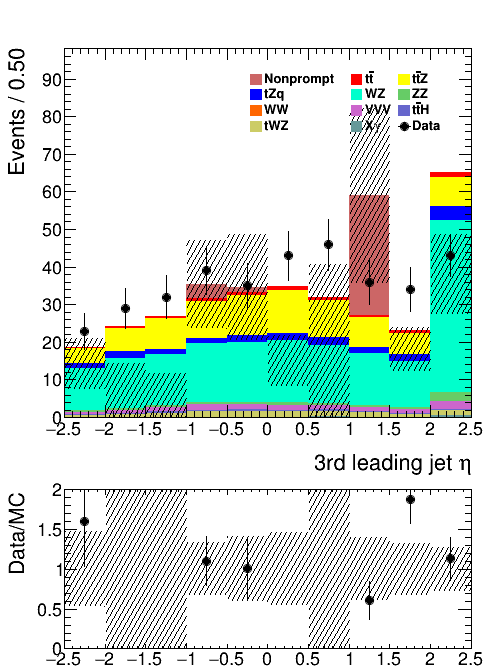 Events / 0.50
90
80
70
60
50
40
30
20
10
0
Nonprompt tt̄ tt̄Z
tZq WZ ZZ
WW VVV tt̄H
tWZ Xγ Data
−2.5 −2 −1.5 −1 −0.5 0 0.5 1 1.5 2 2.5
3rd leading jet η
Data/MC
2
1.5
1
0.5
0
−2.5 −2 −1.5 −1 −0.5 0 0.5 1 1.5 2 2.5